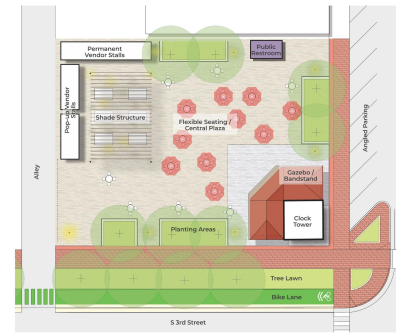 Permanent
Vendor Stalls
Public
Restroom
Pop-up Vendor
Stalls
Shade Structure
Flexible Seating /
Central Plaza
Angled Parking
Alley
Gazebo /
Bandstand
Clock
Tower
Planting Areas
Tree Lawn
Bike Lane
S 3rd Street